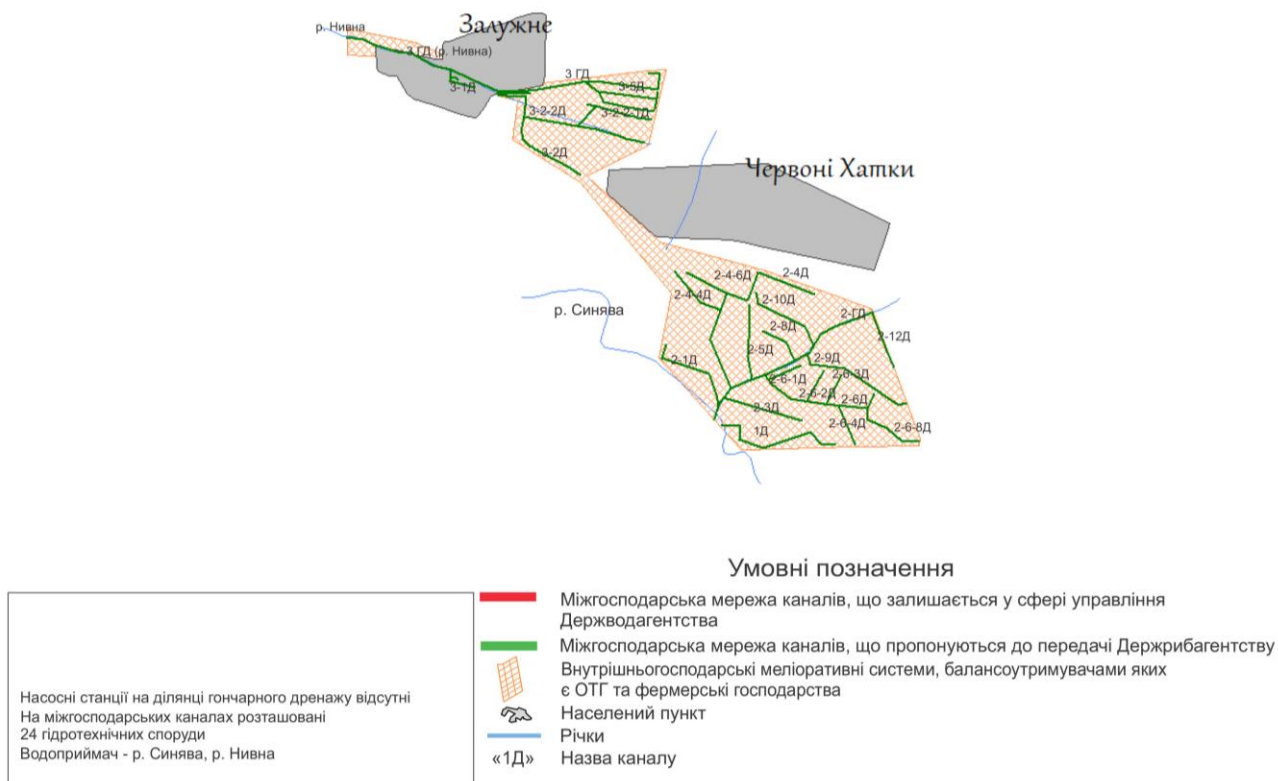 Залужне
р. Нивна
3 ГД (р. Нивна)
3-1Д
3 ГД
3-5Д
3-2-2Д
3-2-2-1Д
3-2Д
Червоні Хатки
2-4-6Д
2-4Д
2-4-4Д
2-10Д
р. Синява
2-ГД
2-8Д
2-12Д
2-5Д
2-1Д
2-9Д
2-6-1Д
2-6-3Д
2-6-2Д
2-6Д
2-3Д
2-6-4Д
2-6-8Д
1Д
Умовні позначення
Міжгосподарська мережа каналів, що залишається у сфері управління
Держводагентства
Міжгосподарська мережа каналів, що пропонуються до передачі Держрибагентству
Внутрішньогосподарські меліоративні системи, балансоутримувачами яких
є ОТГ та фермерські господарства
Населений пункт
Річки
«1Д» Назва каналу
Насосні станції на ділянці гончарного дренажу відсутні
На міжгосподарських каналах розташовані
24 гідротехнічних споруди
Водоприймач - р. Синява, р. Нивна